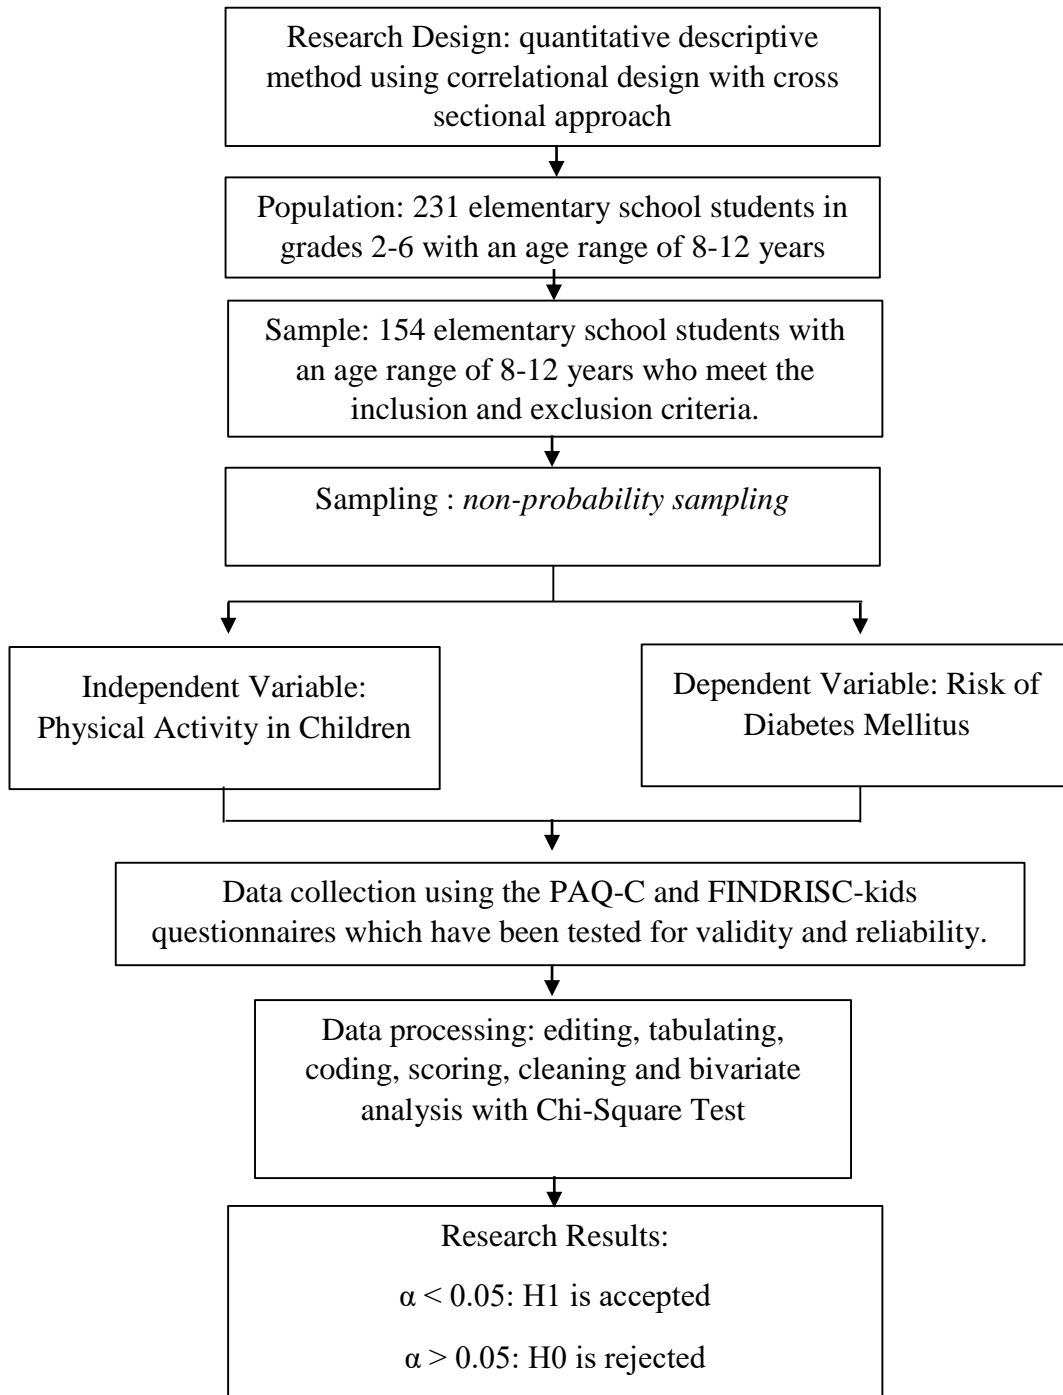 Research Design: quantitative descriptive
method using correlational design with cross
sectional approach
Population: 231 elementary school students in
grades 2-6 with an age range of 8-12 years
Sample: 154 elementary school students with
an age range of 8-12 years who meet the
inclusion and exclusion criteria.
Sampling : non-probability sampling
Independent Variable:
Physical Activity in Children
Dependent Variable: Risk of
Diabetes Mellitus
Data collection using the PAQ-C and FINDRISC-kids
questionnaires which have been tested for validity and reliability.
Data processing: editing, tabulating,
coding, scoring, cleaning and bivariate
analysis with Chi-Square Test
Research Results:
α < 0.05: H1 is accepted
α > 0.05: H0 is rejected